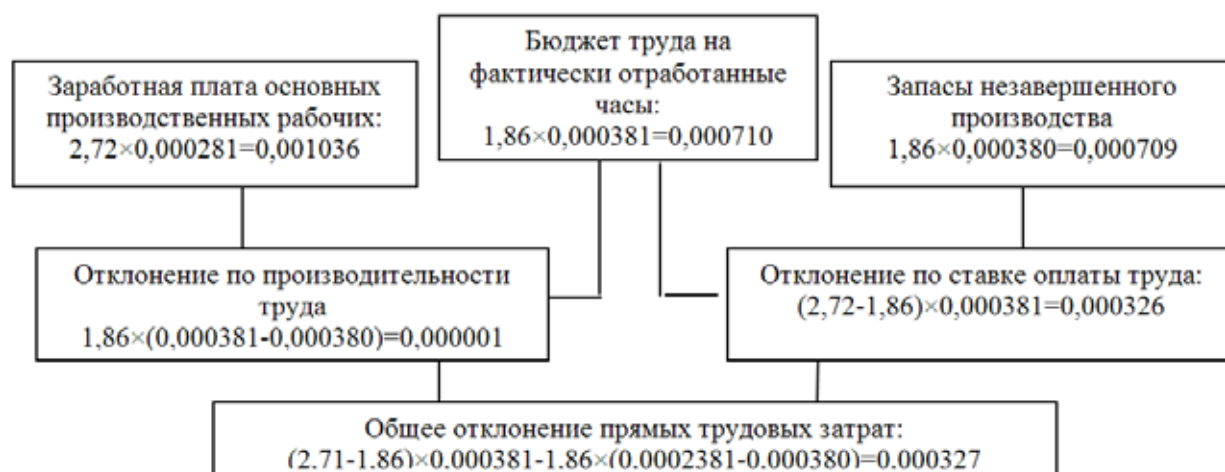 Заработная плата основных
производственных рабочих:
2,72×0,000281=0,001036
Бюджет труда на
фактически отработанные
часы:
1,86×0,000381=0,000710
Запасы незавершенного
производства
1,86×0,000380=0,000709
Отклонение по производительности
труда
1,86×(0,000381-0,000380)=0,000001
Отклонение по ставке оплаты труда:
(2,72-1,86)×0,000381=0,000326
Общее отклонение прямых трудовых затрат:
(2,71-1,86)×0,000381-1,86×(0,0002381-0,000380)=0,000327